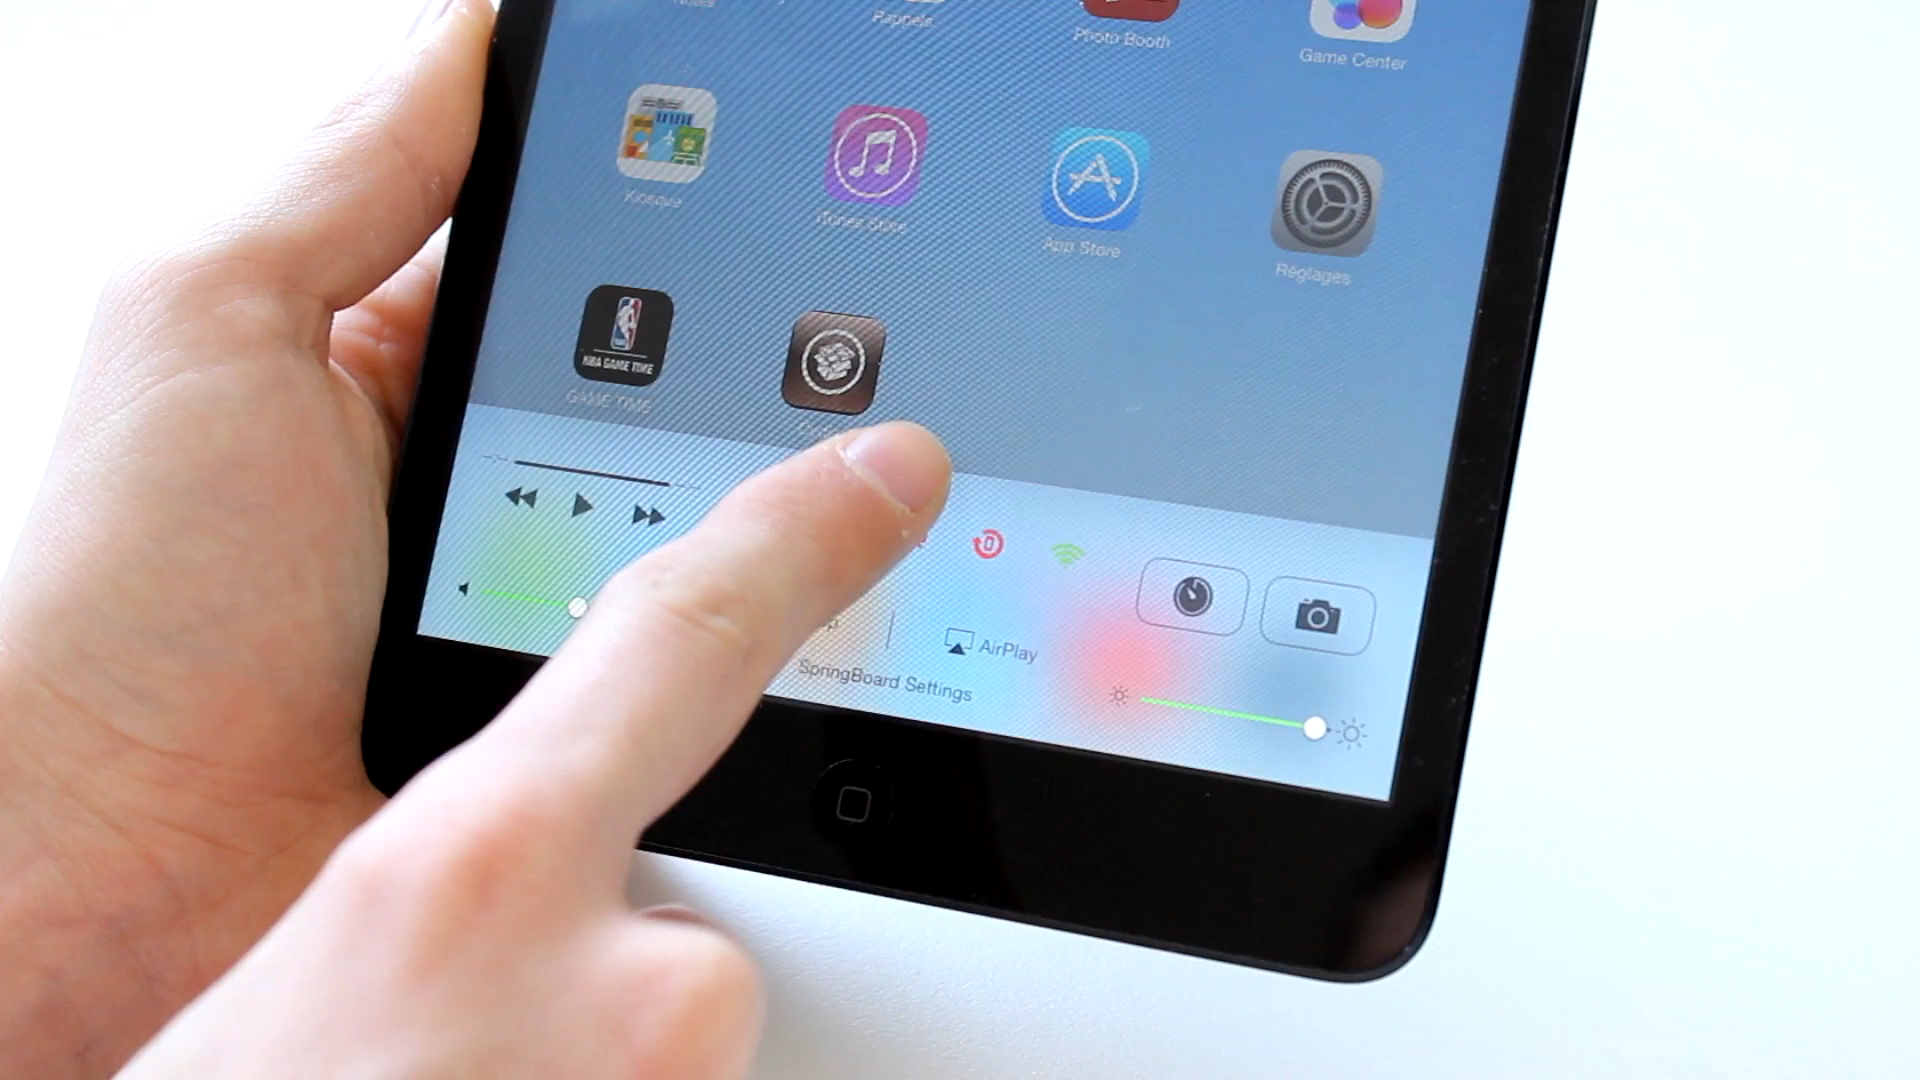 Notes
Rappels
Photo Booth
Game Center
Kiosque
iTunes Store
App Store
Réglages
NBA GAME TIME
GAME TIME
AirPlay
SpringBoard Settings